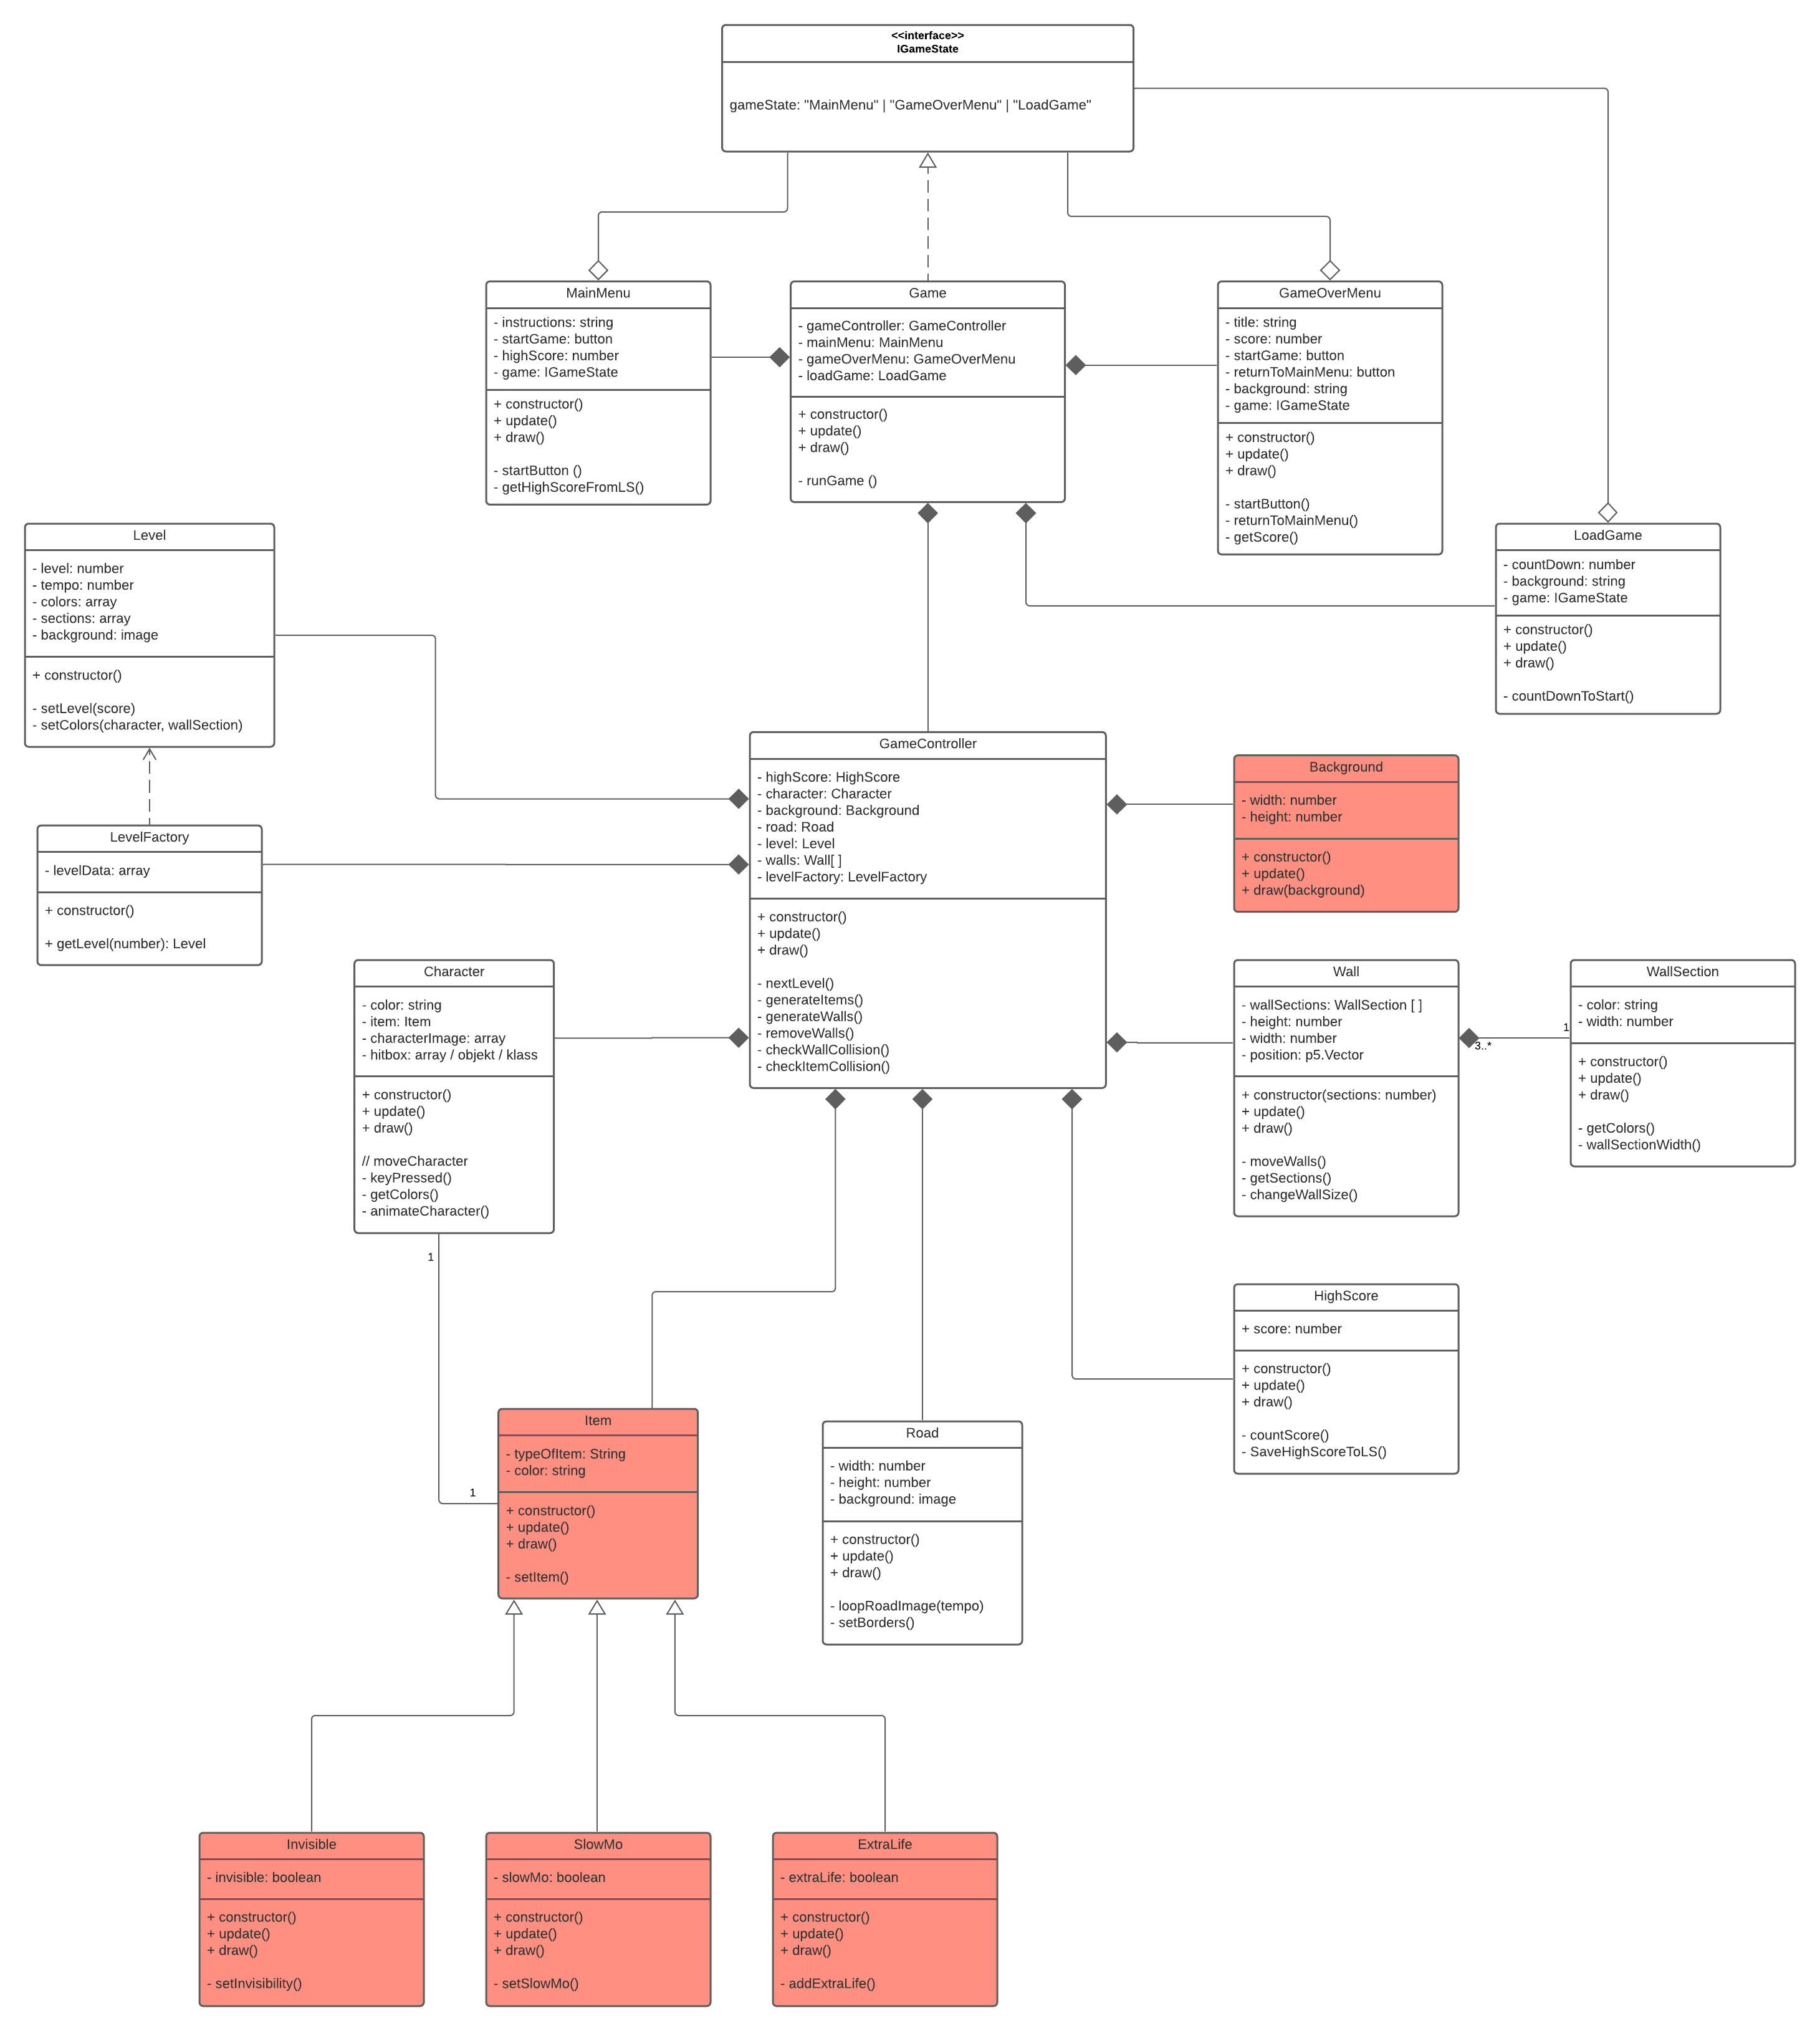 <<interface>>
IGameState
gameState: "MainMenu" | "GameOverMenu" | "LoadGame"
MainMenu
- instructions: string
- startGame: button
- highScore: number
- game: IGameState
+ constructor()
+ update()
+ draw()
- startButton ()
- getHighScoreFromLS()
Game
- gameController: GameController
- mainMenu: MainMenu
- gameOverMenu: GameOverMenu
- loadGame: LoadGame
+ constructor()
+ update()
+ draw()
- runGame ()
GameOverMenu
- title: string
- score: number
- startGame: button
- returnToMainMenu: button
- background: string
- game: IGameState
+ constructor()
+ update()
+ draw()
- startButton()
- returnToMainMenu()
- getScore()
Level
- level: number
- tempo: number
- colors: array
- sections: array
- background: image
+ constructor()
- setLevel(score)
- setColors(character, wallSection)
LoadGame
- countDown: number
- background: string
- game: IGameState
+ constructor()
+ update()
+ draw()
- countDownToStart()
GameController
- highScore: HighScore
- character: Character
- background: Background
- road: Road
- level: Level
- walls: Wall[ ]
- levelFactory: LevelFactory
+ constructor()
+ update()
+ draw()
- nextLevel()
- generateItems()
- generateWalls()
- removeWalls()
- checkWallCollision()
- checkItemCollision()
Background
- width: number
- height: number
+ constructor()
+ update()
+ draw(background)
LevelFactory
- levelData: array
+ constructor()
+ getLevel(number): Level
Character
- color: string
- item: Item
- characterImage: array
- hitbox: array / objekt / klass
+ constructor()
+ update()
+ draw()
// moveCharacter
- keyPressed()
- getColors()
- animateCharacter()
1
Wall
- wallSections: WallSection [ ]
- height: number
- width: number
- position: p5.Vector
+ constructor(sections: number)
+ update()
+ draw()
- moveWalls()
- getSections()
- changeWallSize()
1
3..*
WallSection
- color: string
- width: number
+ constructor()
+ update()
+ draw()
- getColors()
- wallSectionWidth()
HighScore
+ score: number
+ constructor()
+ update()
+ draw()
- countScore()
- SaveHighScoreToLS()
1
Item
- typeOfItem: String
- color: string
+ constructor()
+ update()
+ draw()
- setItem()
Road
- width: number
- height: number
- background: image
+ constructor()
+ update()
+ draw()
- loopRoadImage(tempo)
- setBorders()
Invisible
- invisible: boolean
+ constructor()
+ update()
+ draw()
- setInvisibility()
SlowMo
- slowMo: boolean
+ constructor()
+ update()
+ draw()
- setSlowMo()
ExtraLife
- extraLife: boolean
+ constructor()
+ update()
+ draw()
- addExtraLife()